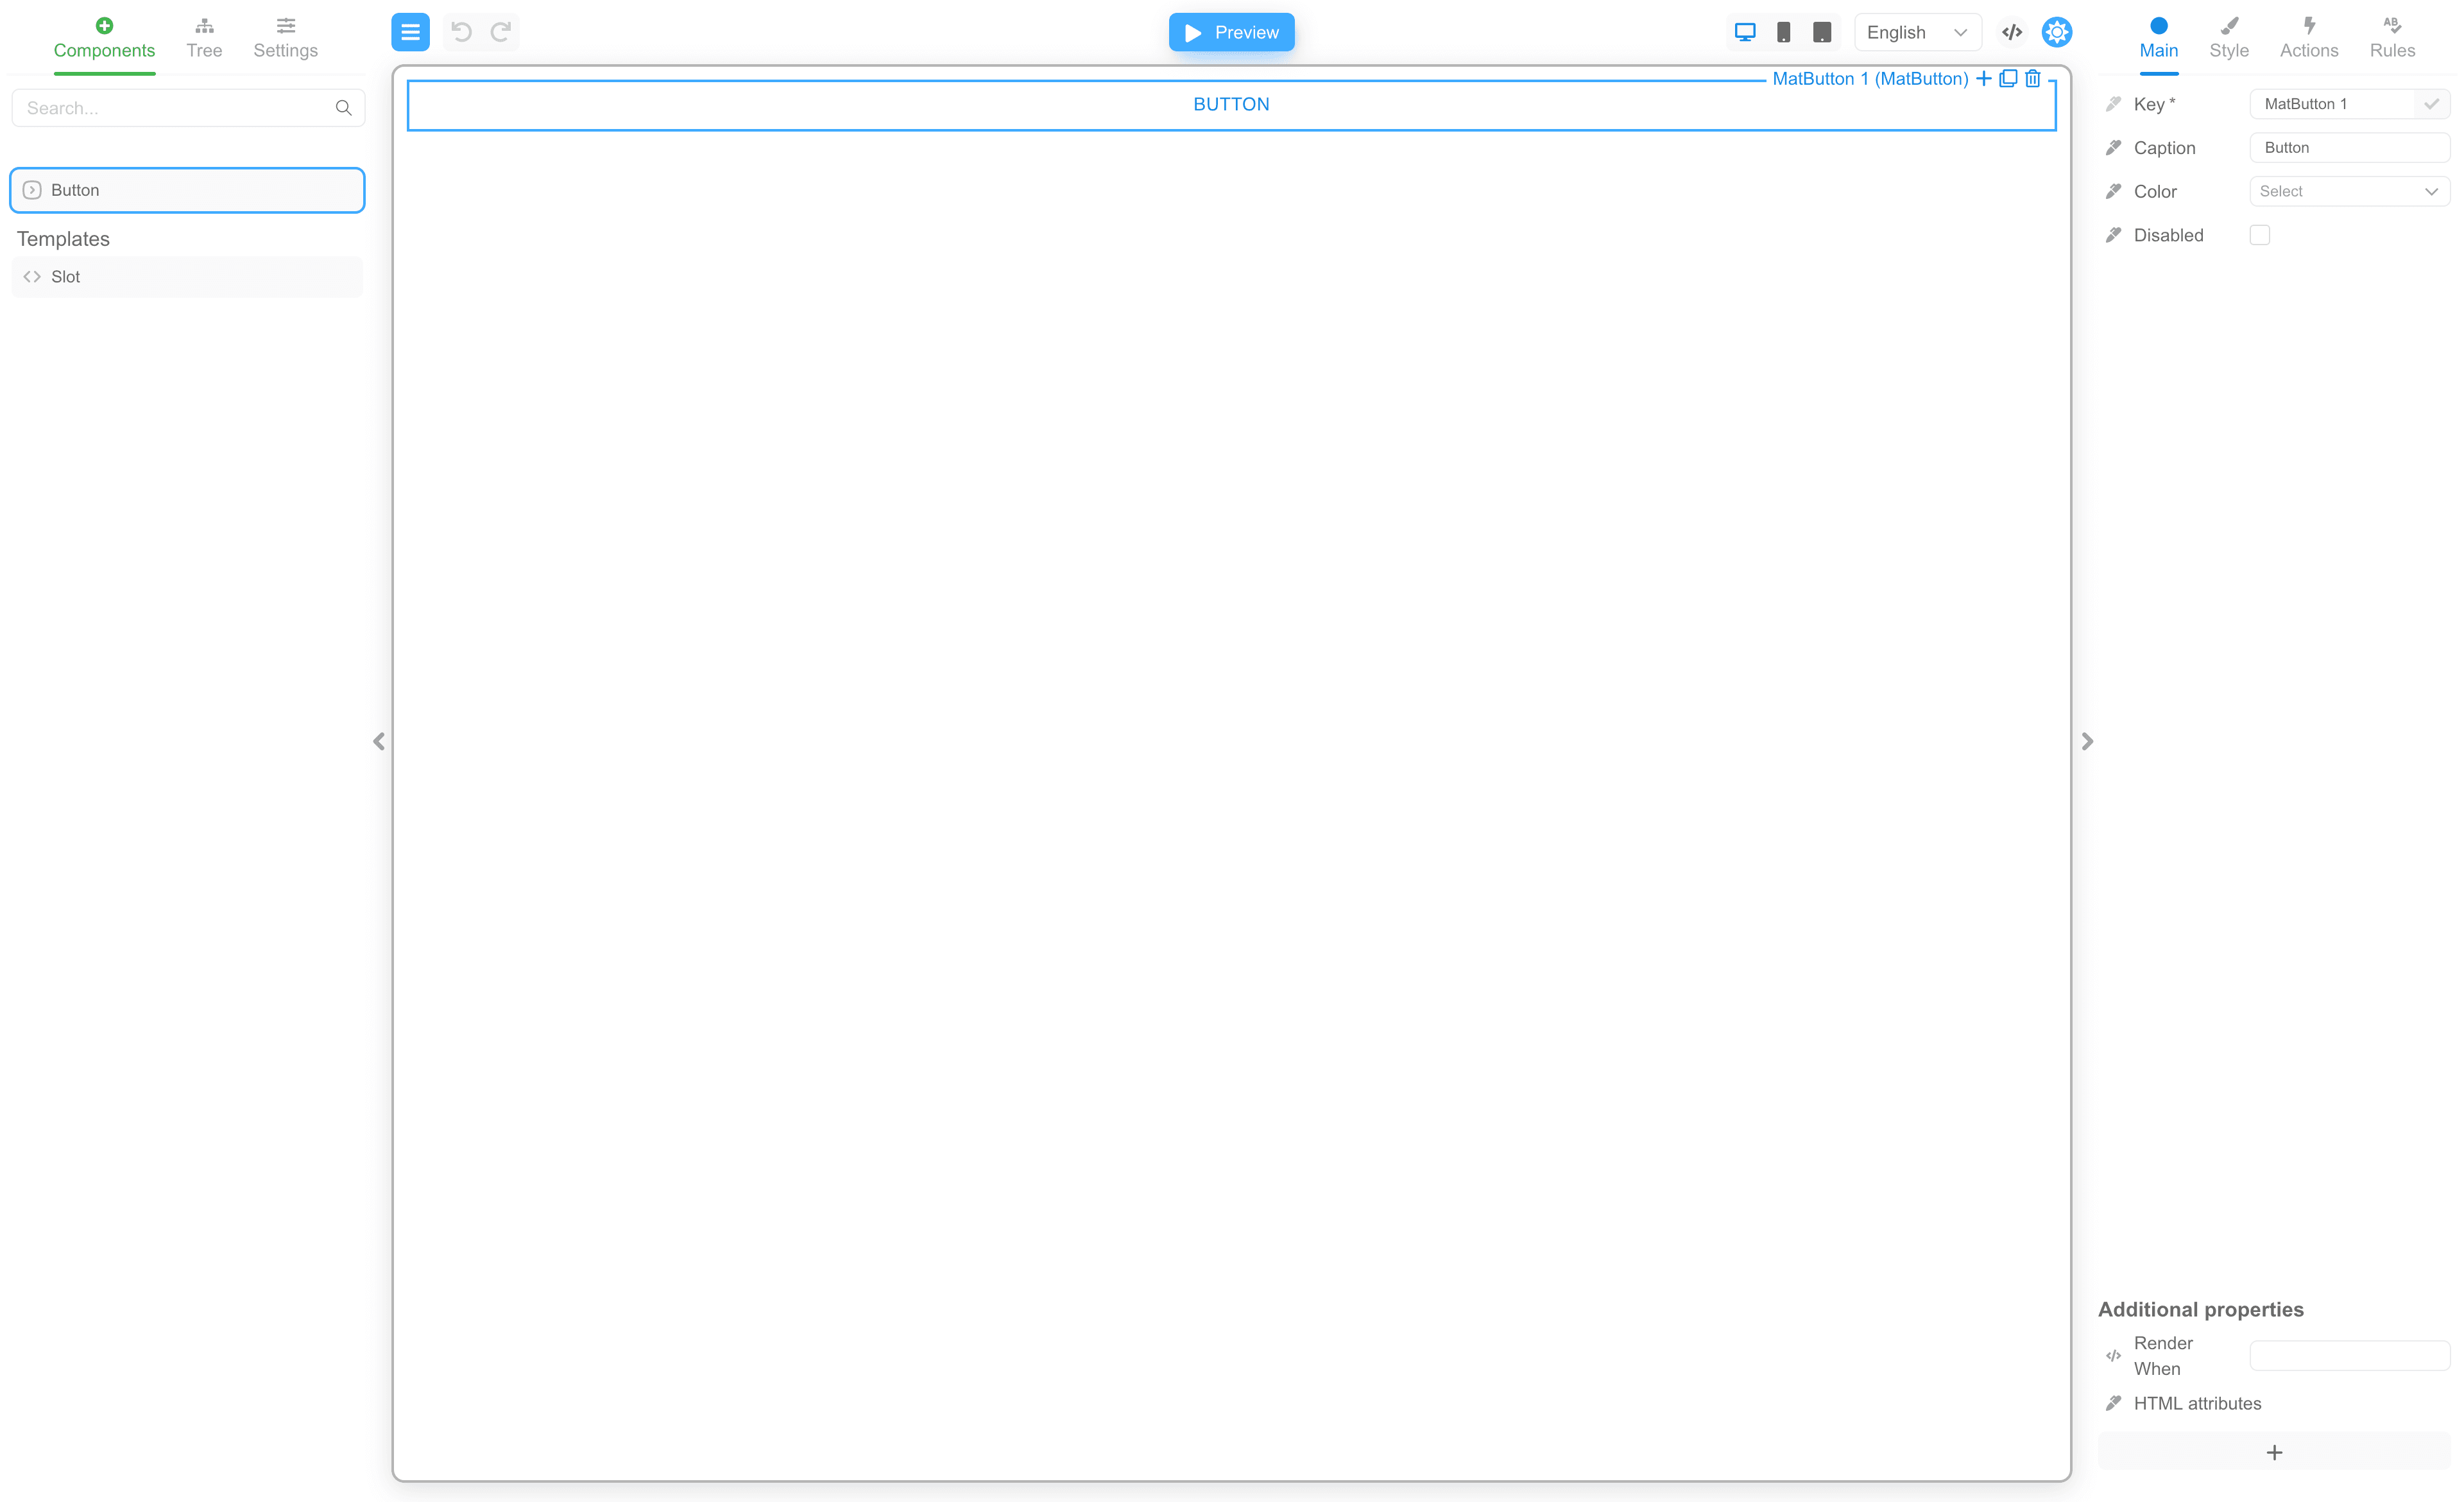 Components
Tree
Settings
Preview
English
Main
Style
Actions
Rules
Search...
Button
Templates
Slot
MatButton 1 (MatButton)
BUTTON
Key *
MatButton 1
Caption
Button
Color
Select
Disabled
Additional properties
Render
When
HTML attributes